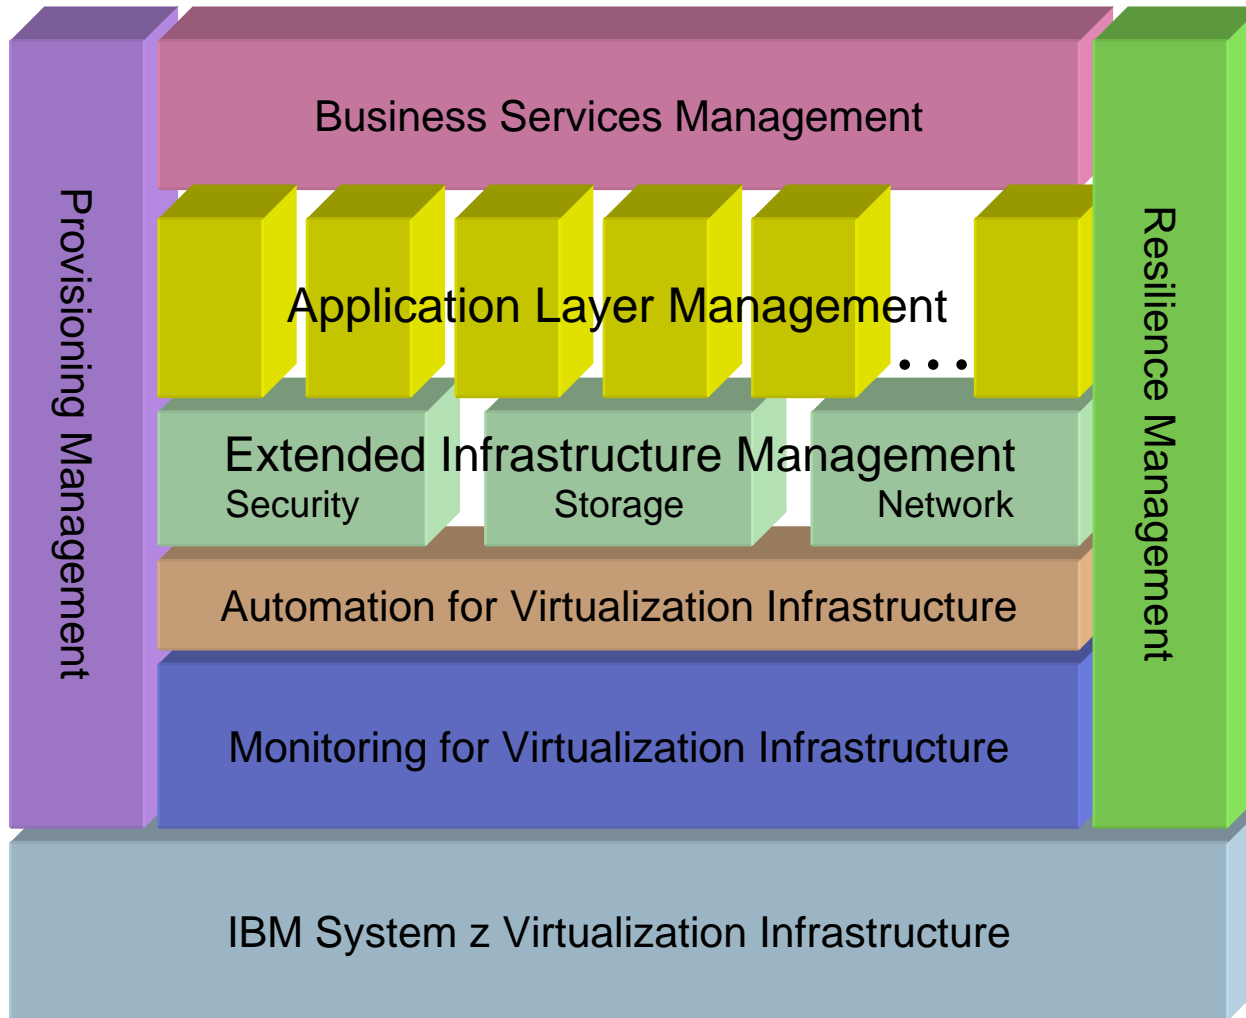 Business Services Management
Provisioning Management
Resilience Management
Application Layer Management
...
Extended Infrastructure Management
Security
Storage
Network
Automation for Virtualization Infrastructure
Monitoring for Virtualization Infrastructure
IBM System z Virtualization Infrastructure